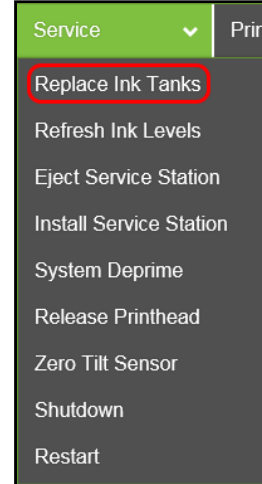 Service
Replace Ink Tanks
Refresh Ink Levels
Eject Service Station
Install Service Station
System Deprime
Release Printhead
Zero Tilt Sensor
Shutdown
Restart